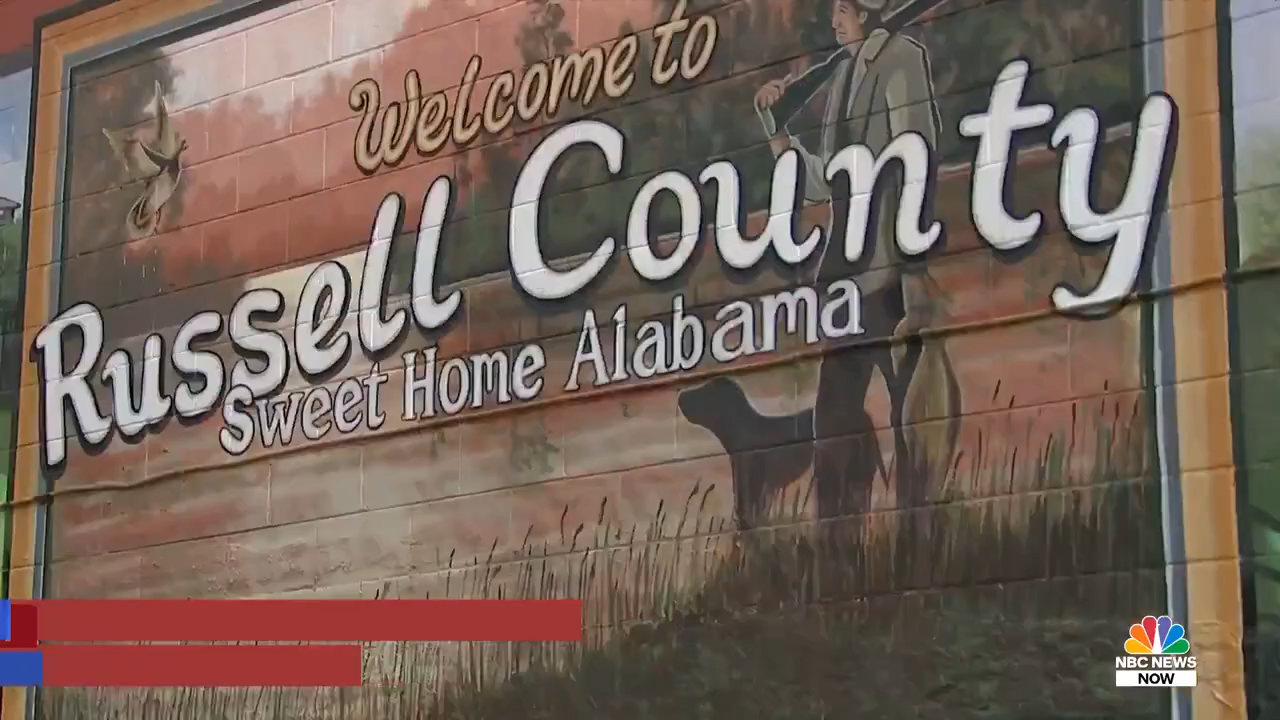 Welcome to
Russell County
Sweet Home Alabama
NBC NEWS
NOW